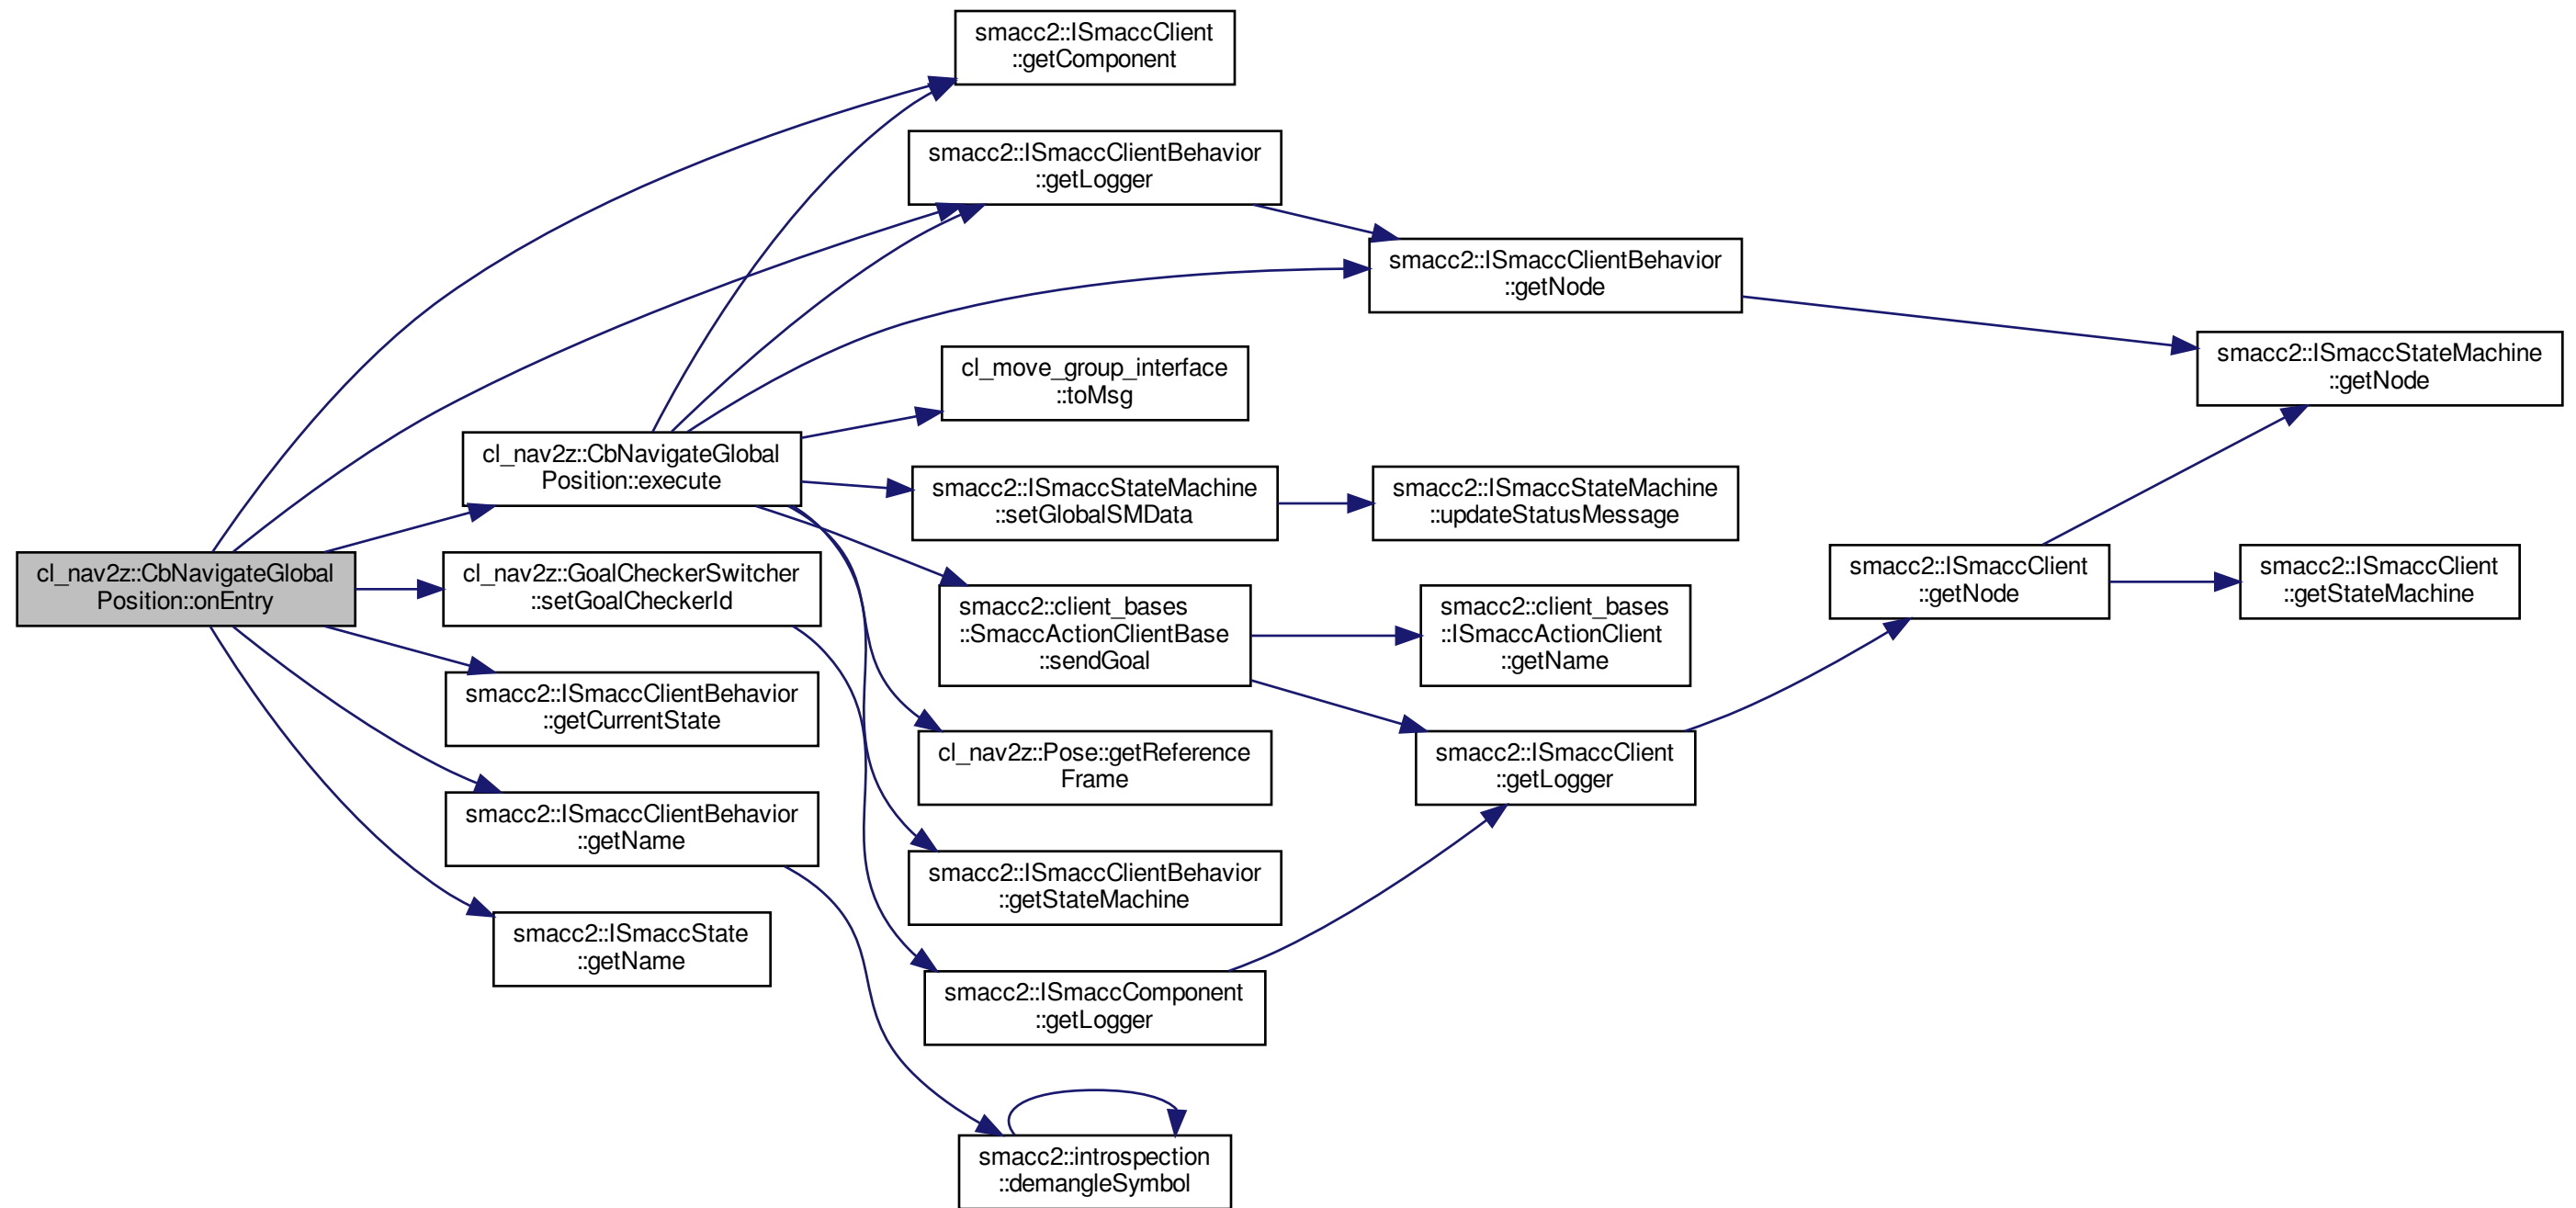 smacc2::ISmaccClient
::getComponent
smacc2::ISmaccClientBehavior
::getLogger
smacc2::ISmaccClientBehavior
::getNode
smacc2::ISmaccStateMachine
::getNode
cl_move_group_interface
::toMsg
cl_nav2z::CbNavigateGlobal
Position::execute
smacc2::ISmaccStateMachine
::setGlobalSMData
smacc2::ISmaccStateMachine
::updateStatusMessage
cl_nav2z::CbNavigateGlobal
Position::onEntry
cl_nav2z::GoalCheckerSwitcher
::setGoalCheckerId
smacc2::client_bases
::SmaccActionClientBase
::sendGoal
smacc2::client_bases
::ISmaccActionClient
::getName
smacc2::ISmaccClient
::getNode
smacc2::ISmaccClient
::getStateMachine
smacc2::ISmaccClientBehavior
::getCurrentState
cl_nav2z::Pose::getReference
Frame
smacc2::ISmaccClient
::getLogger
smacc2::ISmaccClientBehavior
::getName
smacc2::ISmaccClientBehavior
::getStateMachine
smacc2::ISmaccState
::getName
smacc2::ISmaccComponent
::getLogger
smacc2::introspection
::demangleSymbol